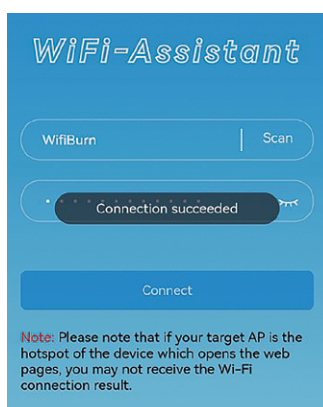 WiFi-Assistant
WifiBurn | Scan
Connection succeeded
Connect
Note: Please note that if your target AP is the
hotspot of the device which opens the web
pages, you may not receive the Wi-Fi
connection result.